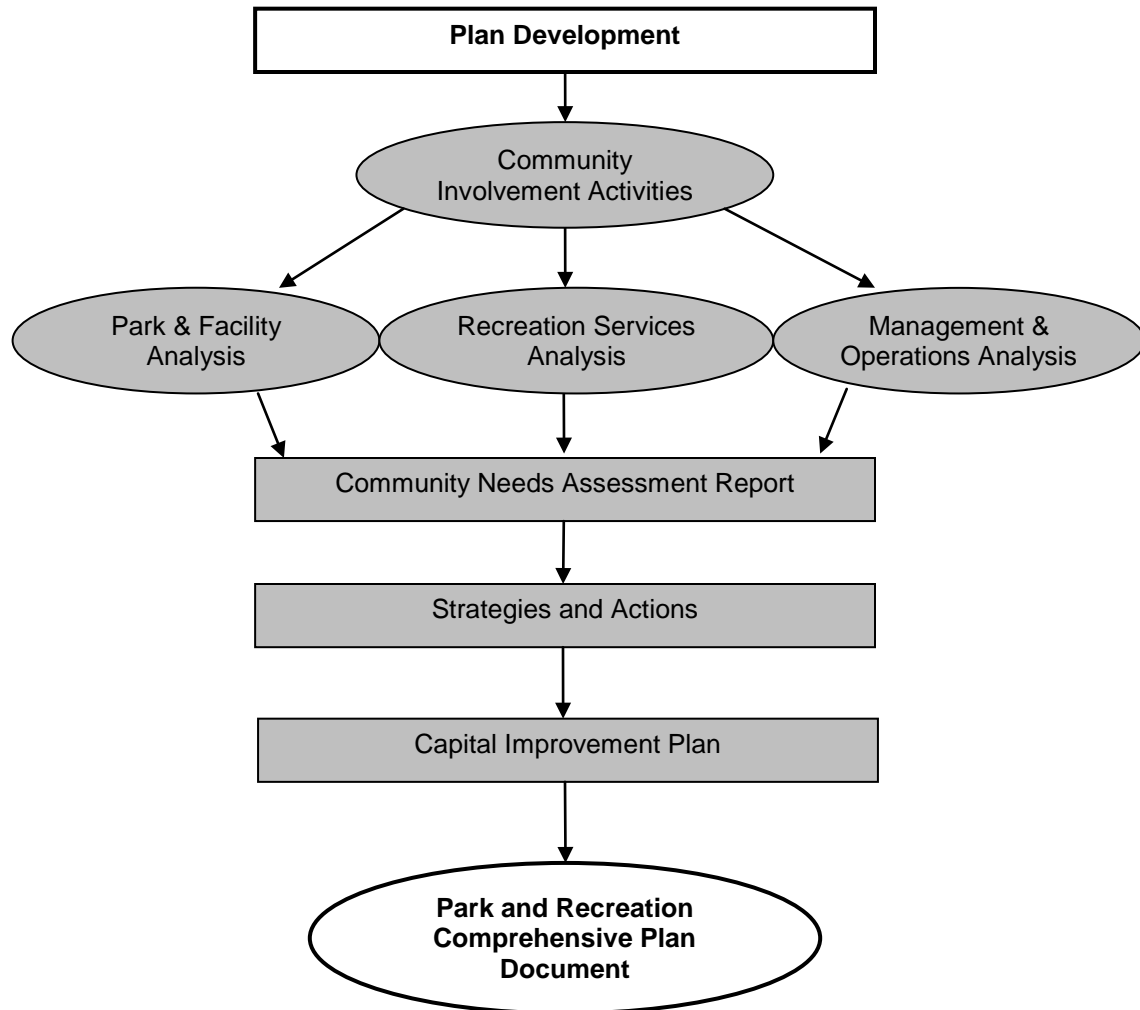 Plan Development
Community
Involvement Activities
Park & Facility
Analysis
Recreation Services
Analysis
Management &
Operations Analysis
Community Needs Assessment Report
Strategies and Actions
Capital Improvement Plan
Park and Recreation
Comprehensive Plan
Document